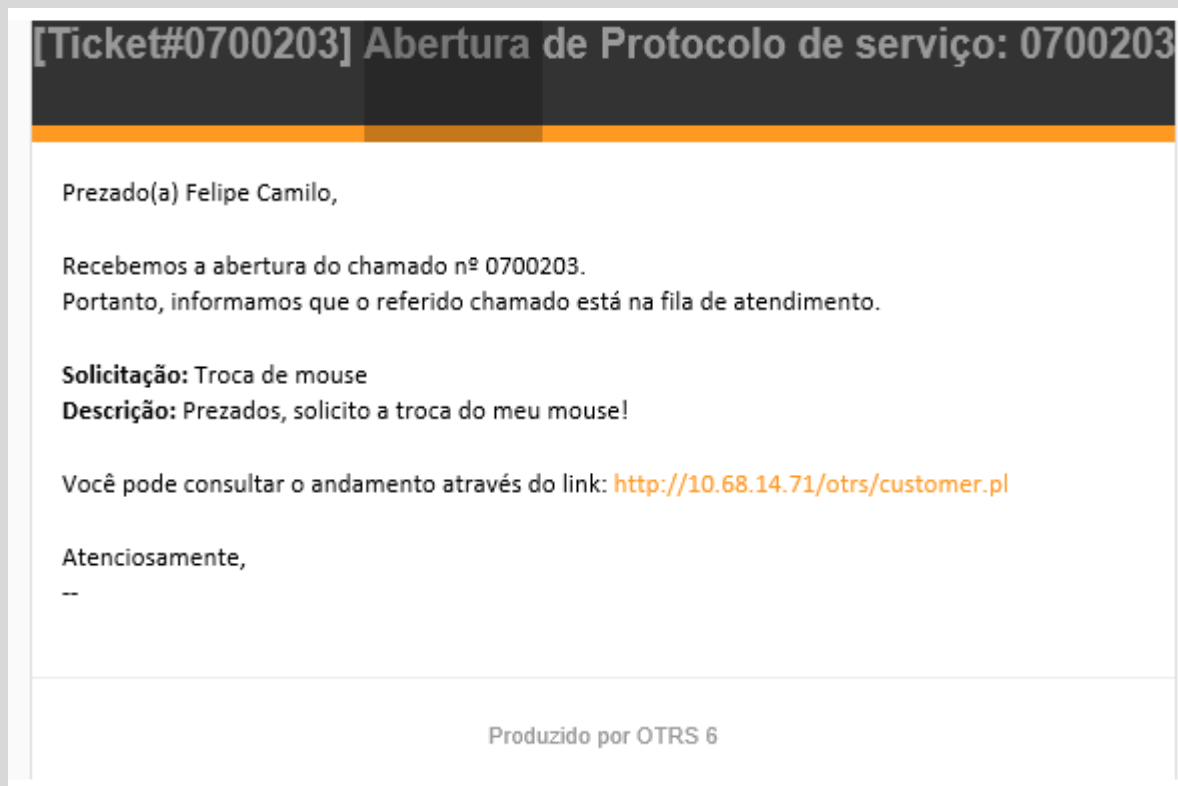 [Ticket#0700203] Abertura de Protocolo de serviço: 0700203
Prezado(a) Felipe Camilo,
Recebemos a abertura do chamado nº 0700203.
Portanto, informamos que o referido chamado está na fila de atendimento.
Solicitação: Troca de mouse
Descrição: Prezados, solicito a troca do meu mouse!
Você pode consultar o andamento através do link: http://10.68.14.71/otrs/customer.pl
Atenciosamente,
--
Produzido por OTRS 6